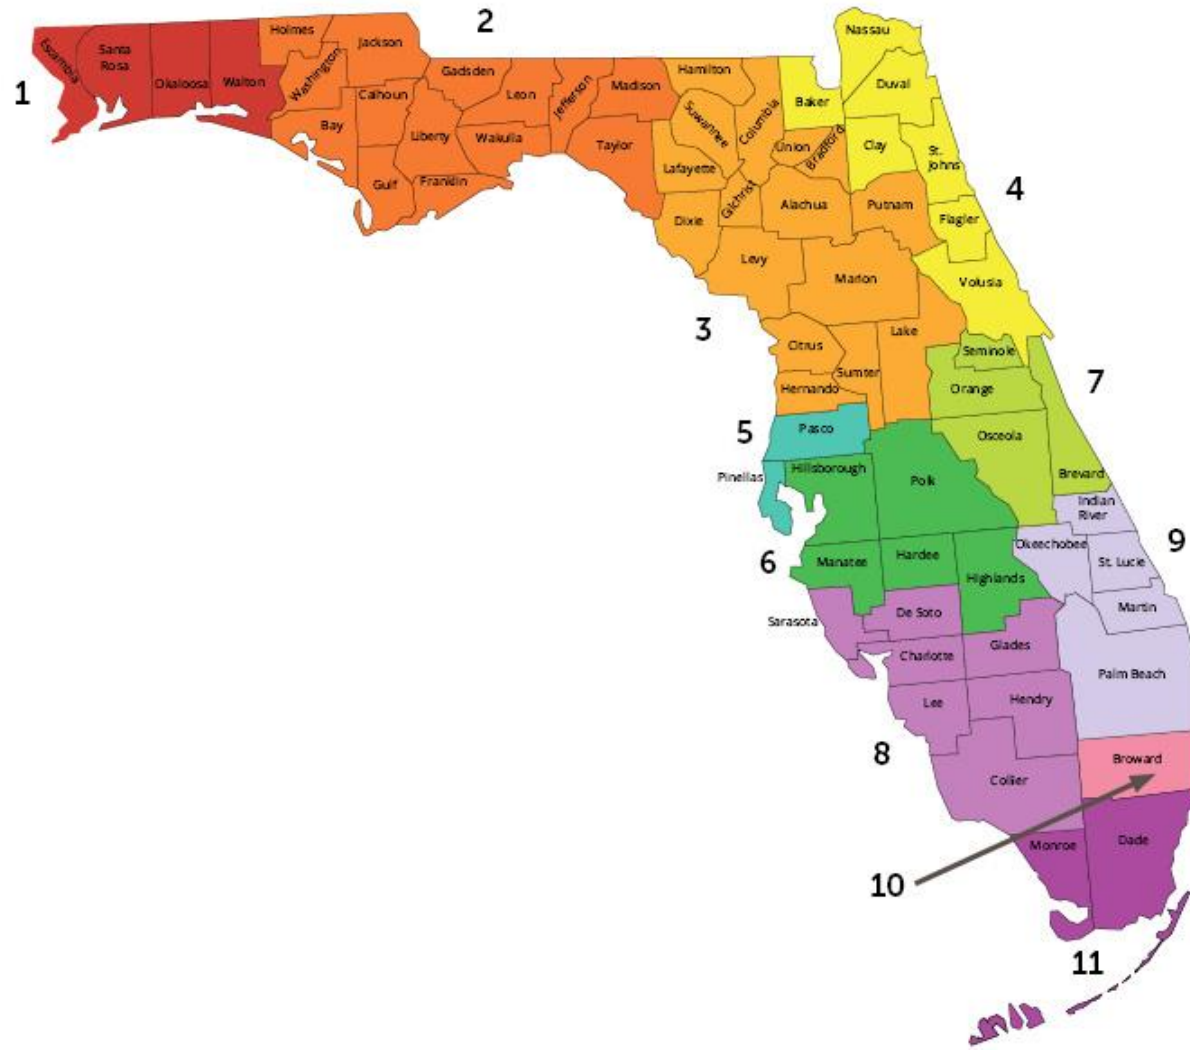 2
Nassau
Holmes
Jackson
Santa
Rosa
Escambia
Okaloosa
Walton
Washington
Calhoun
Gadsden
Leon
Jefferson
Madison
Hamilton
Suwannee
Columbia
Baker
Duval
1
Bay
Liberty
Wakulla
Taylor
Lafayette
Union
Bradford
Clay
St.
Johns
Gulf
Franklin
Gilchrist
Dixie
Alachua
Putnam
4
Flagler
Levy
Marion
Volusia
3
Lake
Citrus
Sumter
Seminole
7
Hernando
Orange
5
Pasco
Osceola
Pinellas
Hillsborough
Polk
Brevard
Indian
River
9
6
Manatee
Hardee
Highlands
Okeechobee
St. Lucie
Martin
Sarasota
De Soto
Charlotte
Glades
Palm Beach
Lee
Hendry
8
Collier
Broward
10
Monroe
Dade
11